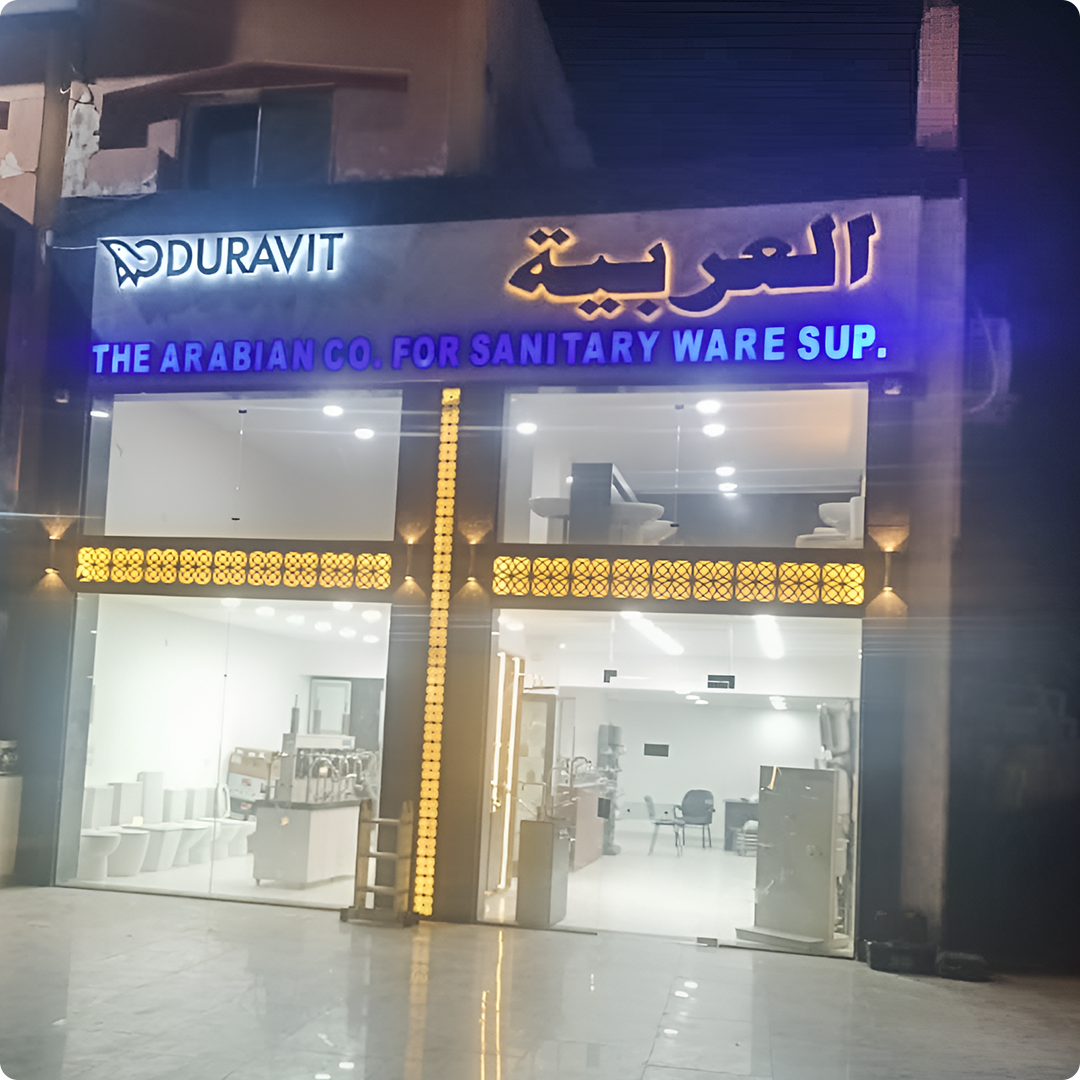 DURAVIT
العربية
THE ARABIAN CO. FOR SANITARY WARE SUP.